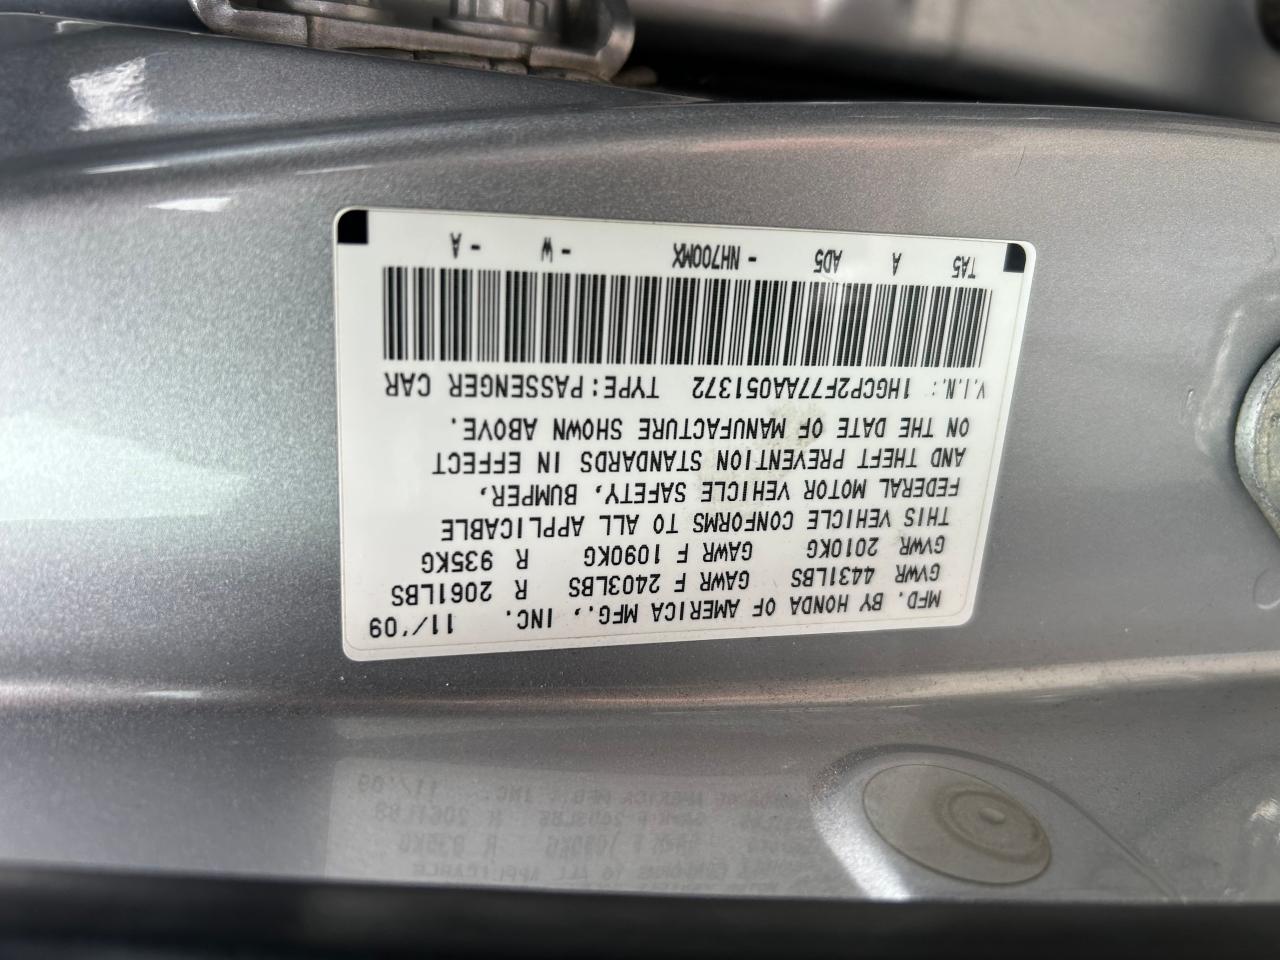 MFD. BY HONDA OF AMERICA MFG., INC. 11/'09
GVWR 4431LBS GAWR F 2403LBS R 2061LBS
GVWR 2010KG GAWR F 1090KG R 935KG
THIS VEHICLE CONFORMS TO ALL APPLICABLE
FEDERAL MOTOR VEHICLE SAFETY, BUMPER,
AND THEFT PREVENTION STANDARDS IN EFFECT
ON THE DATE OF MANUFACTURE SHOWN ABOVE.
V.I.N.: 1HGCP2F77AA051372 TYPE:PASSENGER CAR
TA5 A AD5 - NH700MX - W - A